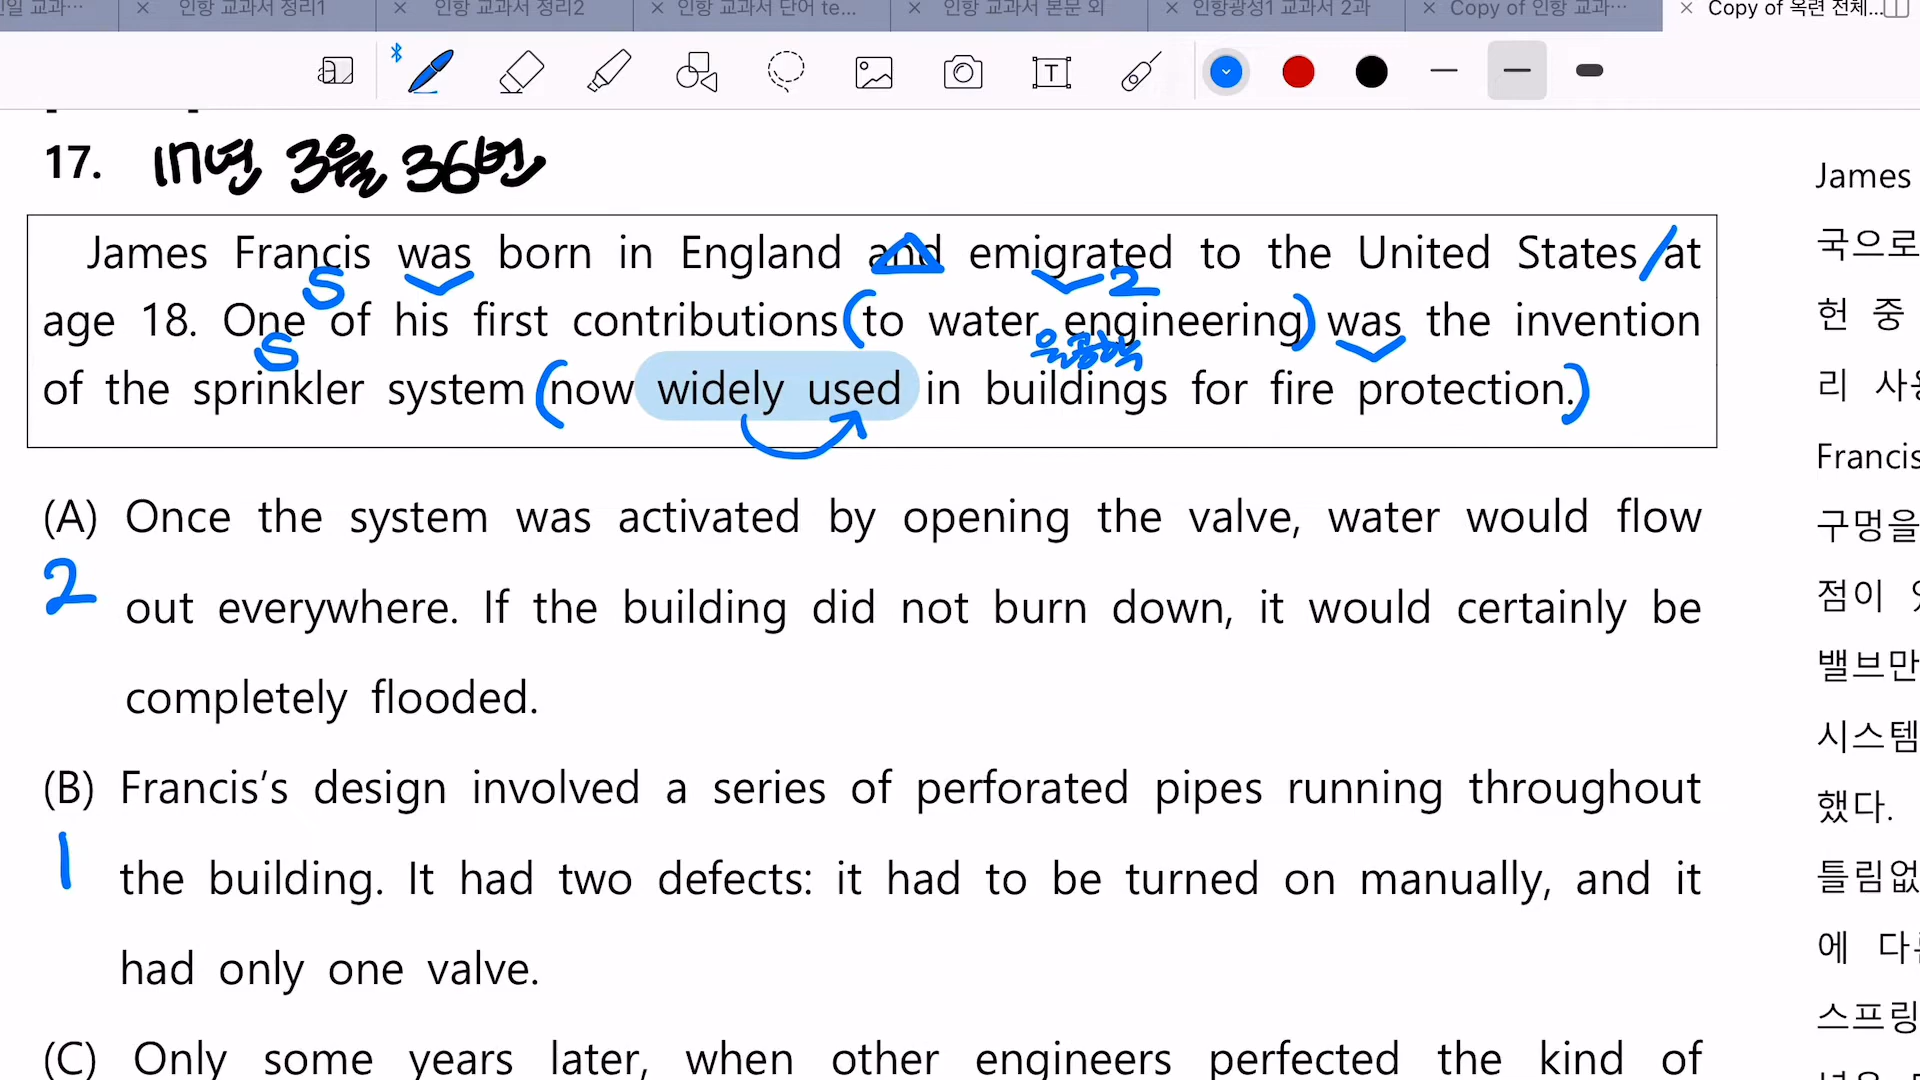 인항 교과서 정리1
인항 교과서 정리2
인항 교과서 단어 te...
인항 교과서 본문 외
인항광성1 교과서 2과
Copy of 인항 교과...
Copy of 옥련 전체...
17. 17년 3월 36번
James Francis was born in England and emigrated to the United States / at
S 2
age 18. One of his first contributions (to water engineering) was the invention
S
of the sprinkler system (now widely used in buildings for fire protection.)
(A) Once the system was activated by opening the valve, water would flow
2 out everywhere. If the building did not burn down, it would certainly be
completely flooded.
(B) Francis’s design involved a series of perforated pipes running throughout
1 the building. It had two defects: it had to be turned on manually, and it
had only one valve.
(C) Only some years later, when other engineers perfected the kind of
James
국으로
헌 중
리 사용
Francis
구멍을
점이
밸브만
시스템
했다.
틀림없
에 다른
스프링